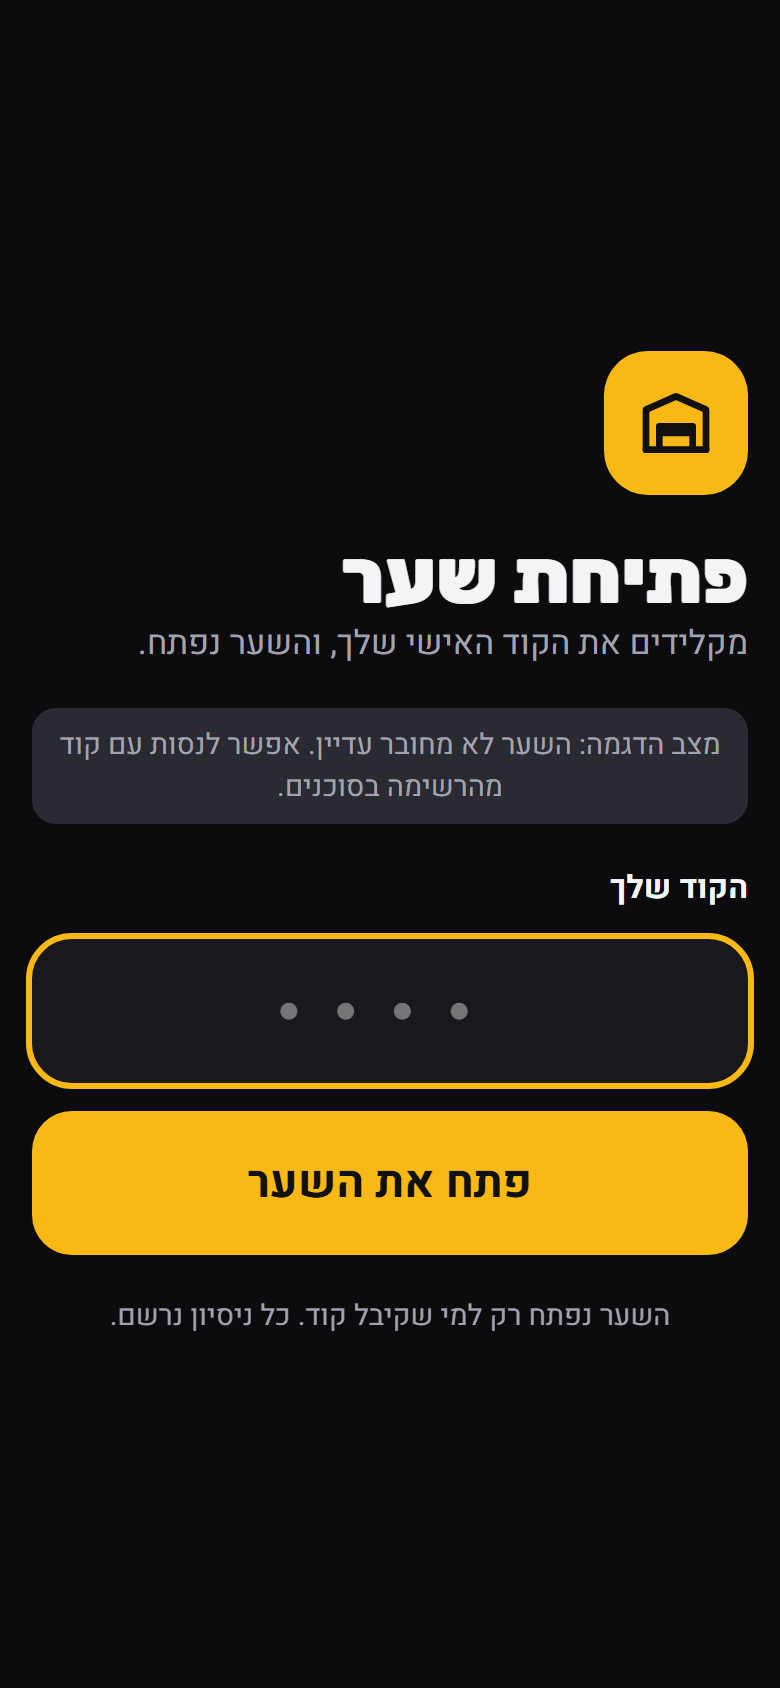 פתיחת שער
מקלידים את הקוד האישי שלך, והשער נפתח.
מצב הדגמה: השער לא מחובר עדיין. אפשר לנסות עם קוד
מהרשימה בסוכנים.
הקוד שלך
••••
פתח את השער
השער נפתח רק למי שקיבל קוד. כל ניסיון נרשם.